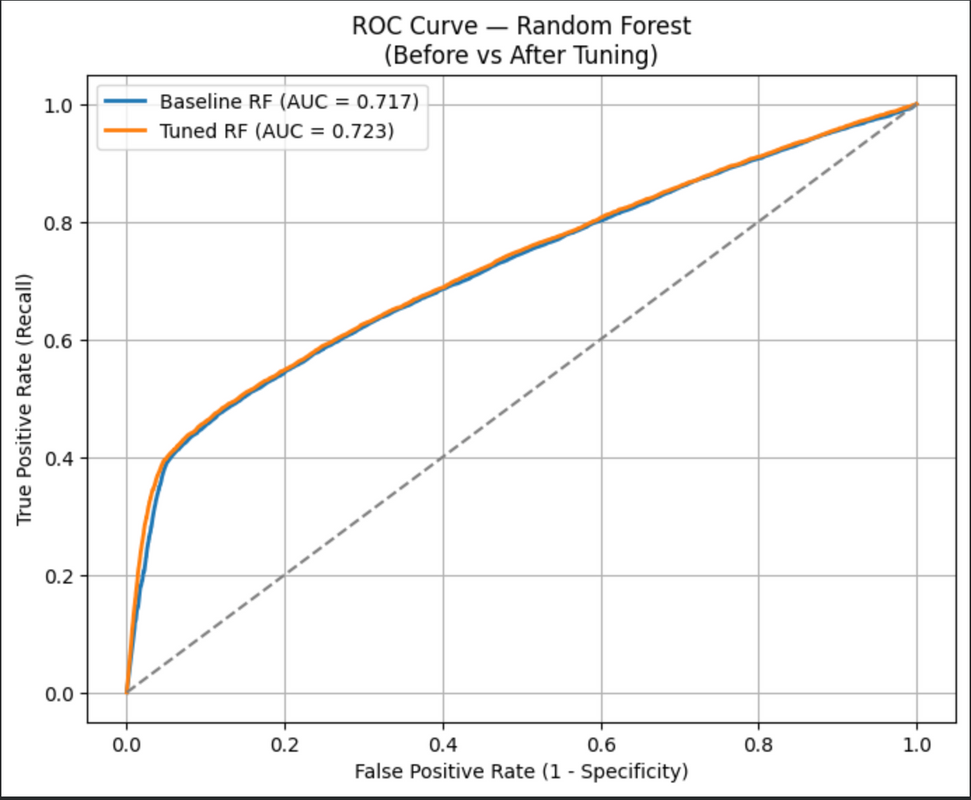 ROC Curve — Random Forest
(Before vs After Tuning)
Baseline RF (AUC = 0.717)
Tuned RF (AUC = 0.723)
True Positive Rate (Recall)
1.0
0.8
0.6
0.4
0.2
0.0
0.0 0.2 0.4 0.6 0.8 1.0
False Positive Rate (1 - Specificity)